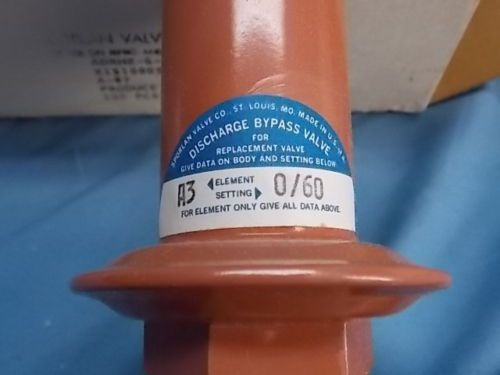 VALV
SPORLAN VALVE CO., ST. LOUIS, MO. MADE IN U.S.A.
DISCHARGE BYPASS VALVE
FOR
REPLACEMENT VALVE
GIVE DATA ON BODY AND SETTING BELOW
A3 ◀ELEMENT SETTING▶ 0/60
FOR ELEMENT ONLY GIVE ALL DATA ABOVE